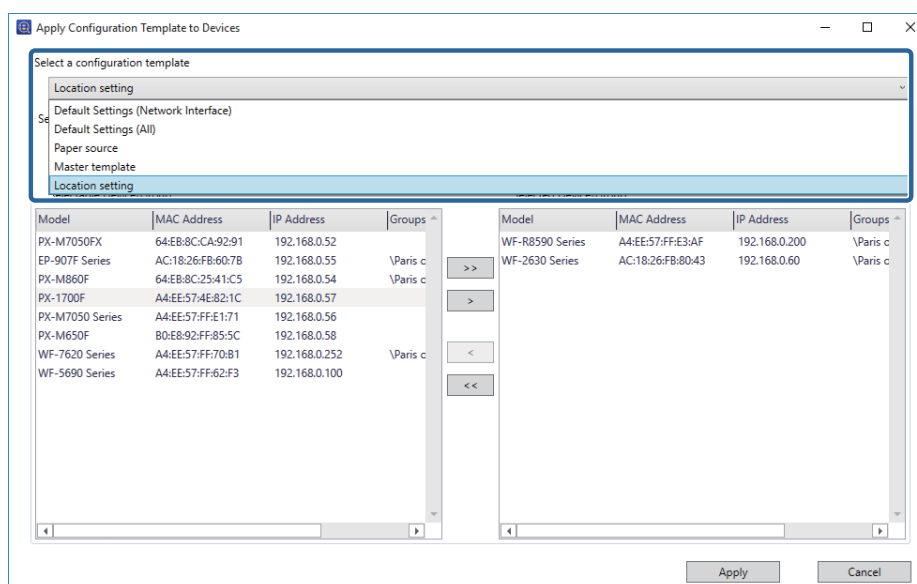 Apply Configuration Template to Devices
Select a configuration template
Location setting
Se
Default Settings (Network Interface)
Default Settings (All)
Paper source
Master template
Location setting
Model MAC Address IP Address Groups
PX-M7050FX 64:EB:8C:CA:92:91 192.168.0.52
EP-907F Series AC:18:26:FB:60:7B 192.168.0.55 \Paris c
PX-M860F 64:EB:8C:25:41:C5 192.168.0.54 \Paris c
PX-1700F A4:EE:57:4E:82:1C 192.168.0.57
PX-M7050 Series A4:EE:57:FF:E1:71 192.168.0.56
PX-M650F B0:E8:92:FF:85:5C 192.168.0.58
WF-7620 Series A4:EE:57:FF:70:B1 192.168.0.252 \Paris c
WF-5690 Series A4:EE:57:FF:62:F3 192.168.0.100
>>
>
<
<<
Model MAC Address IP Address Groups
WF-R8590 Series A4:EE:57:FF:E3:AF 192.168.0.200 \Paris c
WF-2630 Series AC:18:26:FB:80:43 192.168.0.60 \Paris c
Apply Cancel